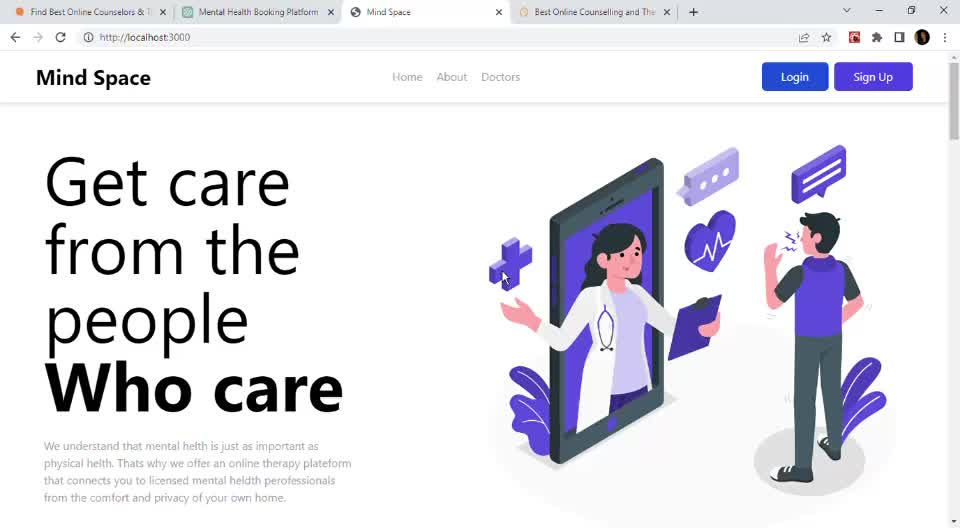 Find Best Online Counselors & T
Mental Health Booking Platform
Mind Space
Best Online Counselling and The
http://localhost:3000
Mind Space
Home
About
Doctors
Login
Sign Up
Get care
from the
people
Who care
We understand that mental helth is just as important as
physical helth. Thats why we offer an online therapy plateform
that connects you to licensed mental heldth perofessionals
from the comfort and privacy of your own home.